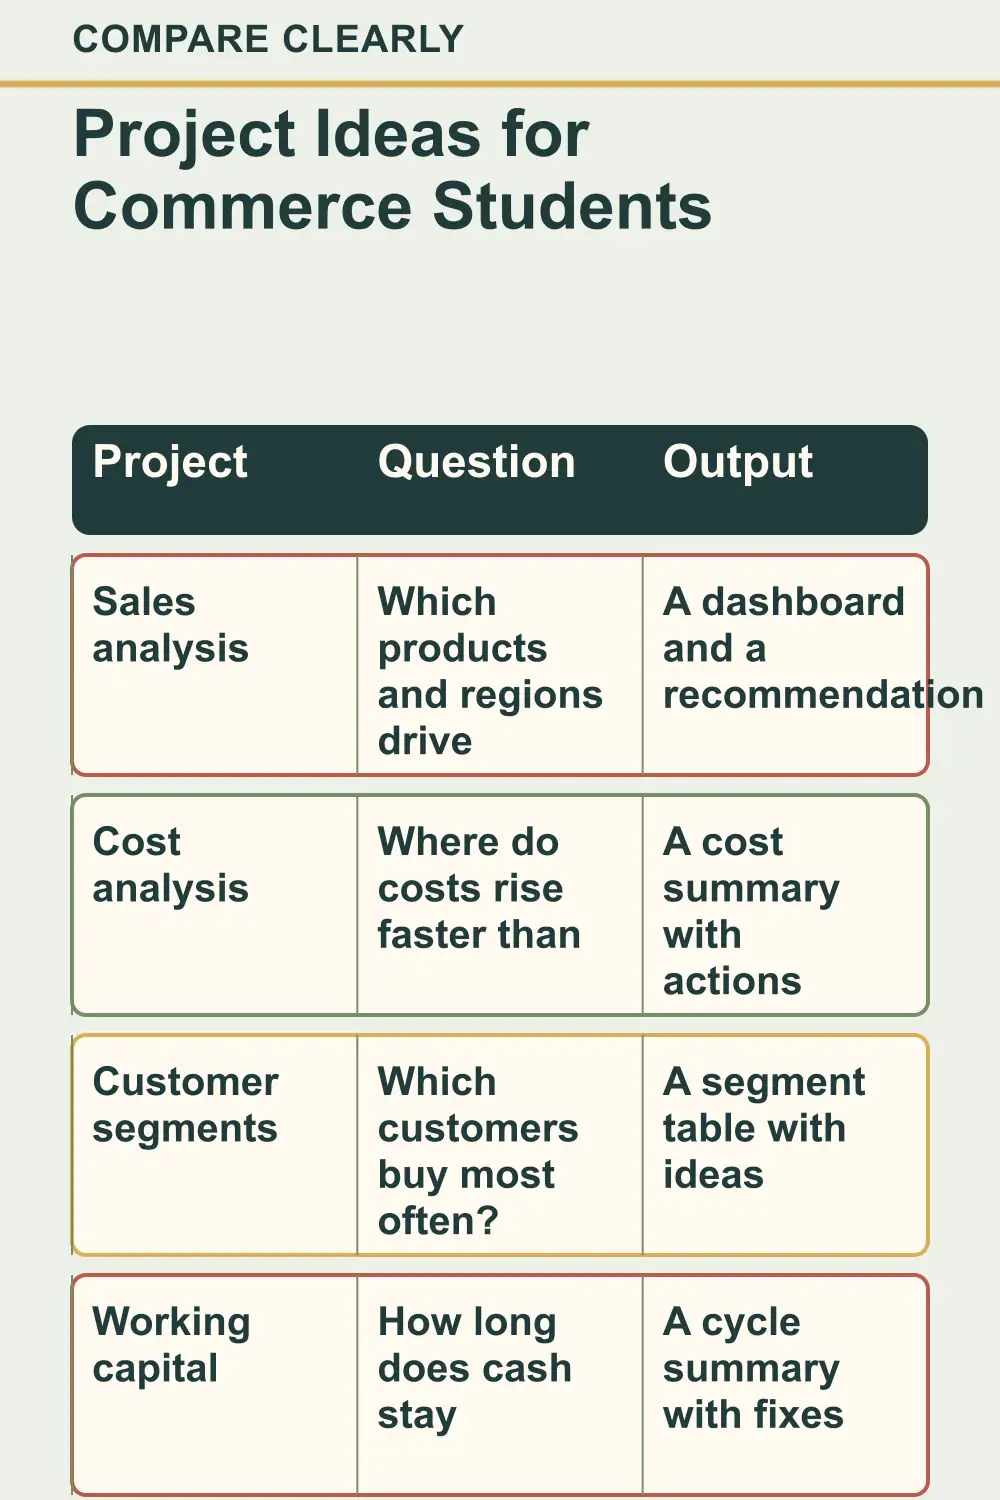 COMPARE CLEARLY
Project Ideas for
Commerce Students
Project
Question
Output
Sales
analysis
Which
products
and regions
drive
A dashboard
and a
recommendation
Cost
analysis
Where do
costs rise
faster than
A cost
summary
with
actions
Customer
segments
Which
customers
buy most
often?
A segment
table with
ideas
Working
capital
How long
does cash
stay
A cycle
summary
with fixes